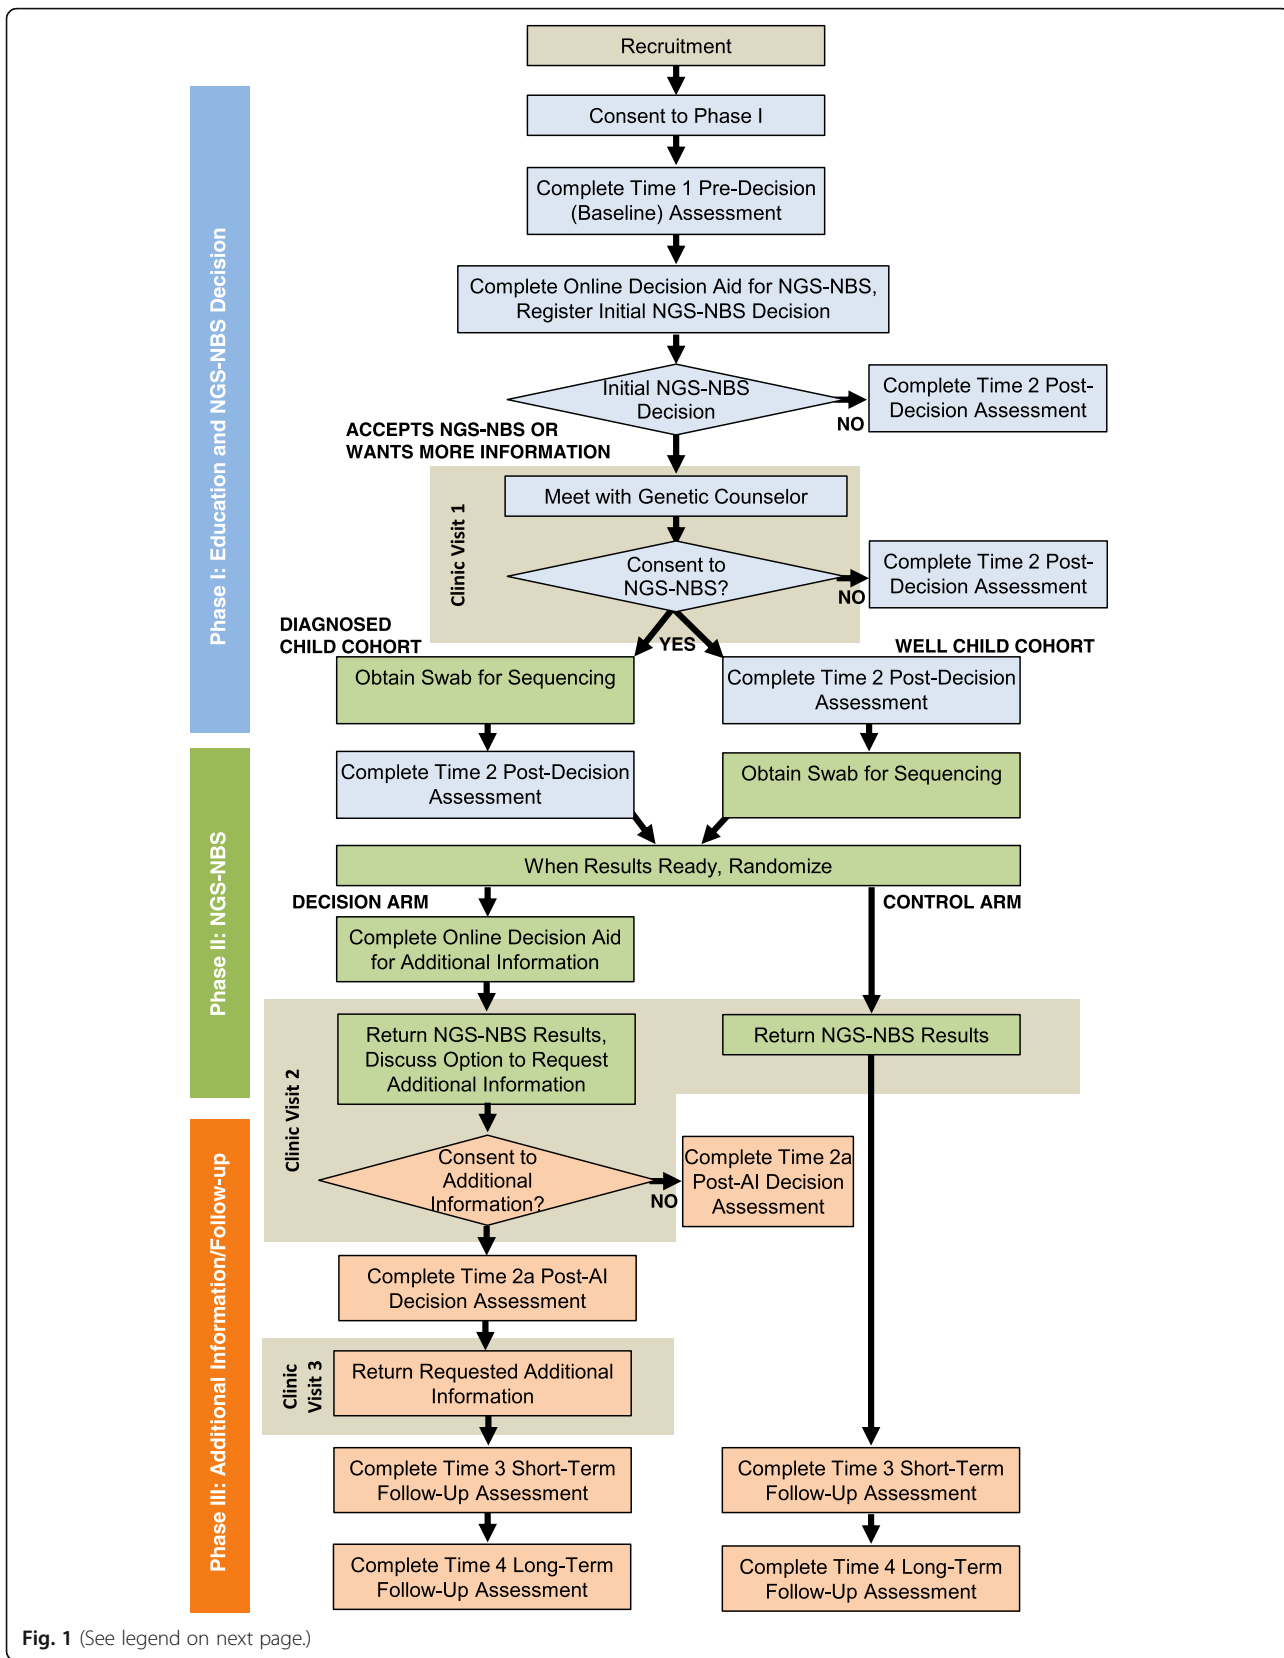 Recruitment
Phase I: Education and NGS-NBS Decision
Consent to Phase I
Complete Time 1 Pre-Decision
(Baseline) Assessment
Complete Online Decision Aid for NGS-NBS,
Register Initial NGS-NBS Decision
Initial NGS-NBS
Decision
NO
Complete Time 2 Post-
Decision Assessment
ACCEPTS NGS-NBS OR
WANTS MORE INFORMATION
Clinic Visit 1
Meet with Genetic Counselor
Consent to
NGS-NBS?
NO
Complete Time 2 Post-
Decision Assessment
DIAGNOSED
CHILD COHORT
YES
WELL CHILD COHORT
Obtain Swab for Sequencing
Complete Time 2 Post-Decision
Assessment
Phase II: NGS-NBS
Complete Time 2 Post-Decision
Assessment
Obtain Swab for Sequencing
When Results Ready, Randomize
DECISION ARM
CONTROL ARM
Complete Online Decision Aid
for Additional Information
Clinic Visit 2
Return NGS-NBS Results,
Discuss Option to Request
Additional Information
Return NGS-NBS Results
Phase III: Additional Information/Follow-up
Consent to
Additional
Information?
NO
Complete Time 2a
Post-AI Decision
Assessment
Complete Time 2a Post-AI
Decision Assessment
Clinic
Visit 3
Return Requested Additional
Information
Complete Time 3 Short-Term
Follow-Up Assessment
Complete Time 3 Short-Term
Follow-Up Assessment
Complete Time 4 Long-Term
Follow-Up Assessment
Complete Time 4 Long-Term
Follow-Up Assessment
Fig. 1 (See legend on next page.)